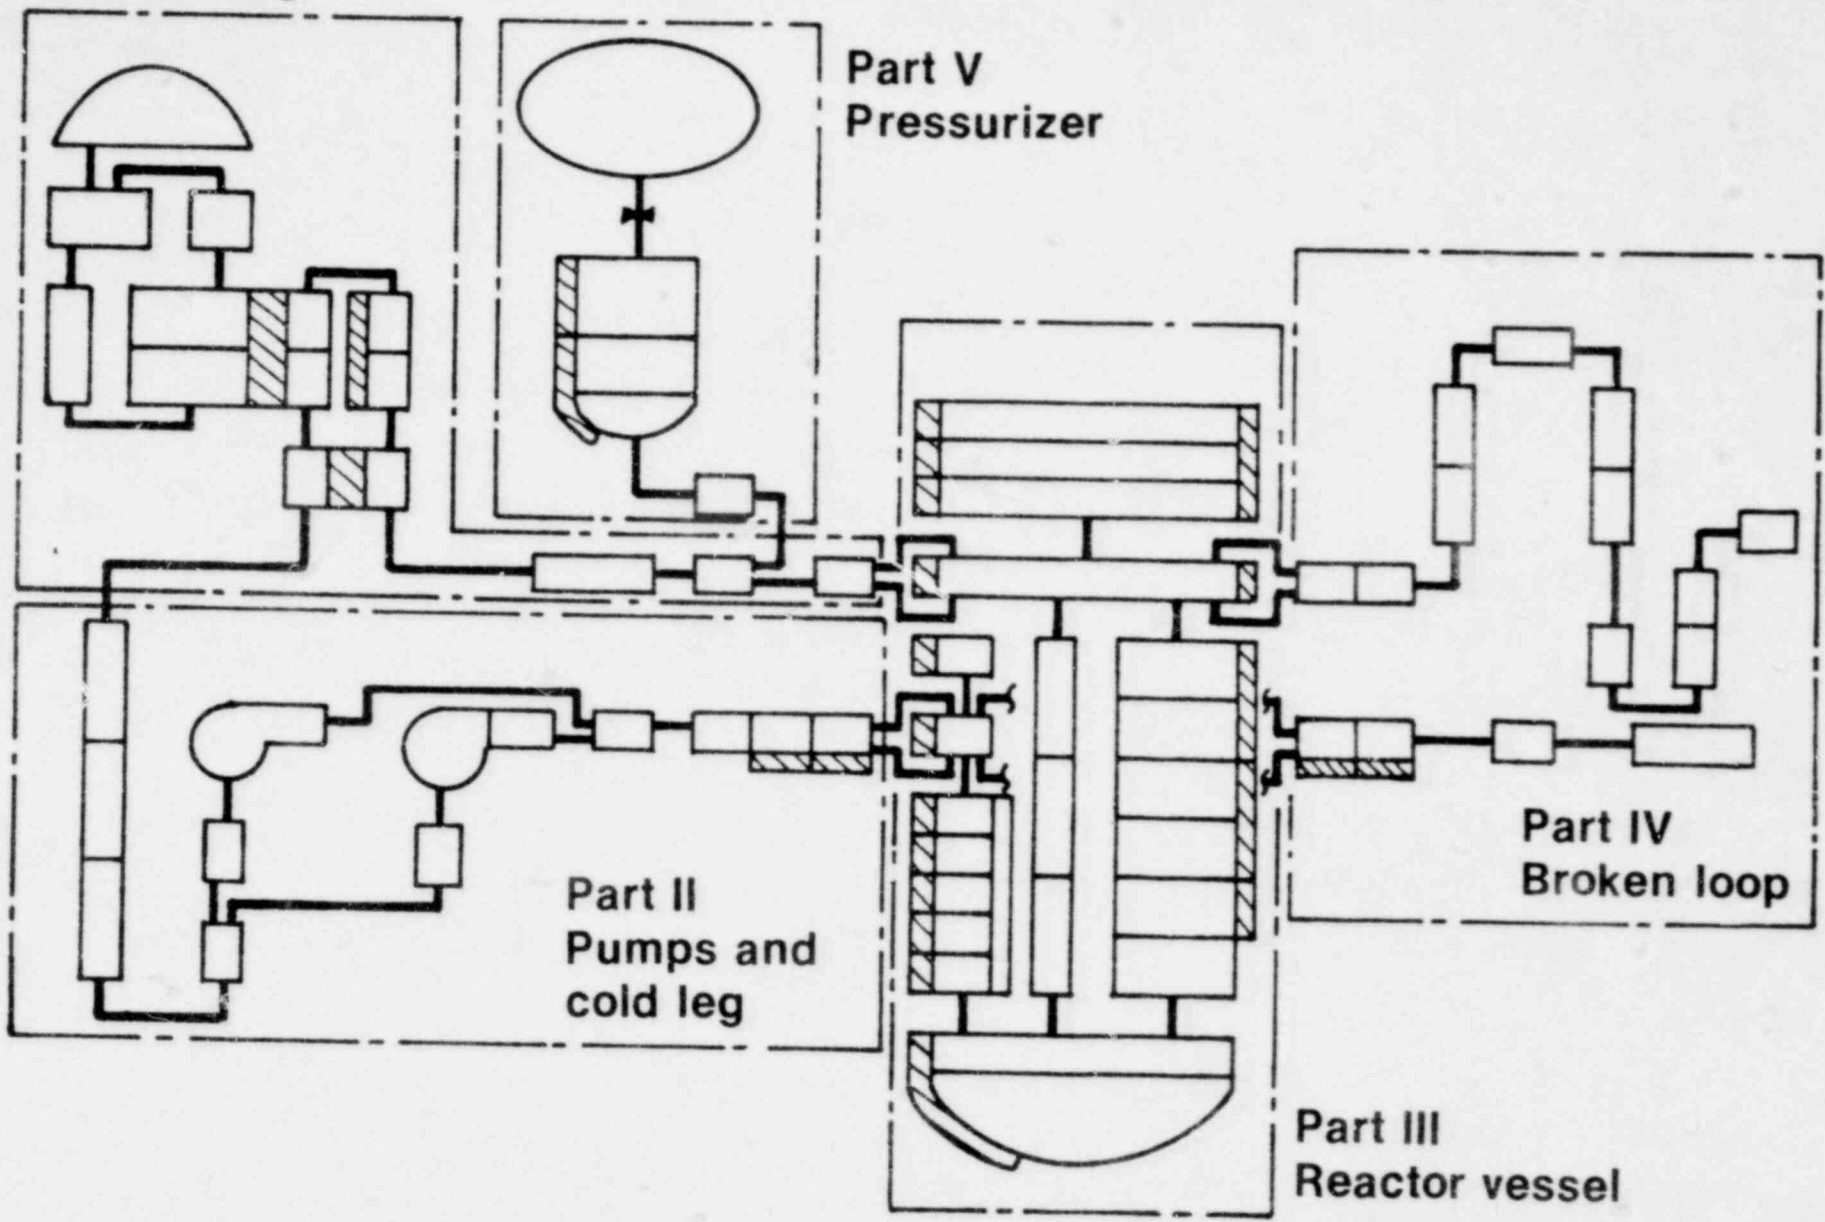 Part V
Pressurizer
Part IV
Broken loop
Part II
Pumps and
cold leg
Part III
Reactor vessel